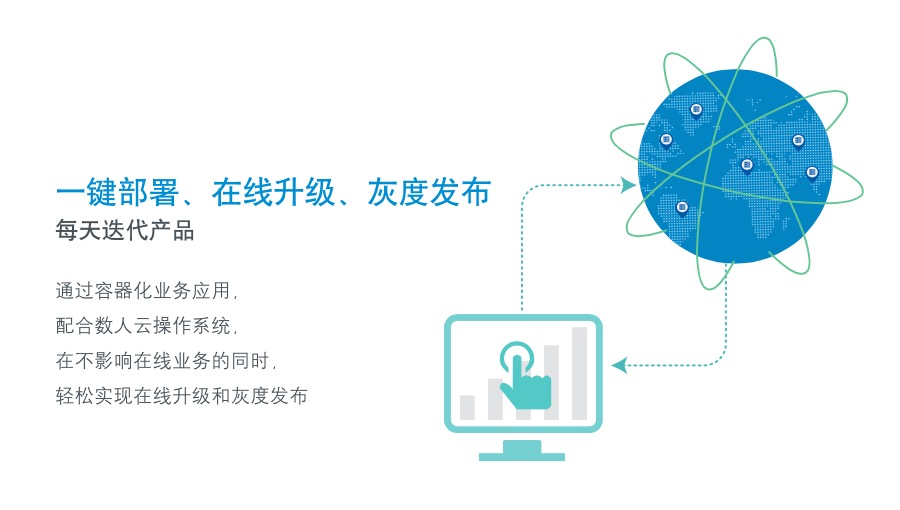 一键部署、在线升级、灰度发布
每天迭代产品
通过容器化业务应用，
配合数人云操作系统，
在不影响在线业务的同时，
轻松实现在线升级和灰度发布